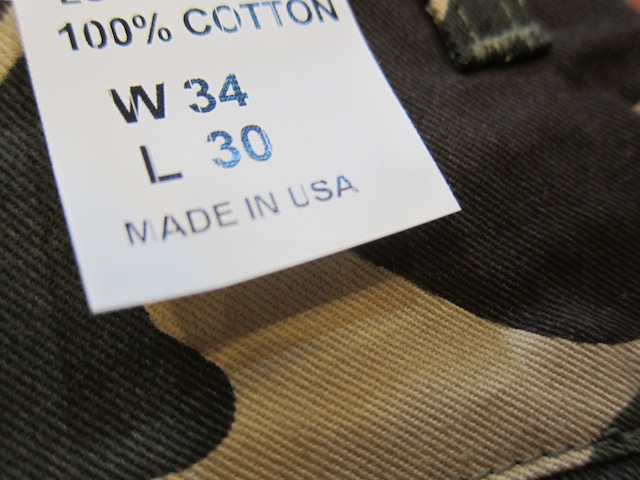 100% COTTON
W 34
L 30
MADE IN USA